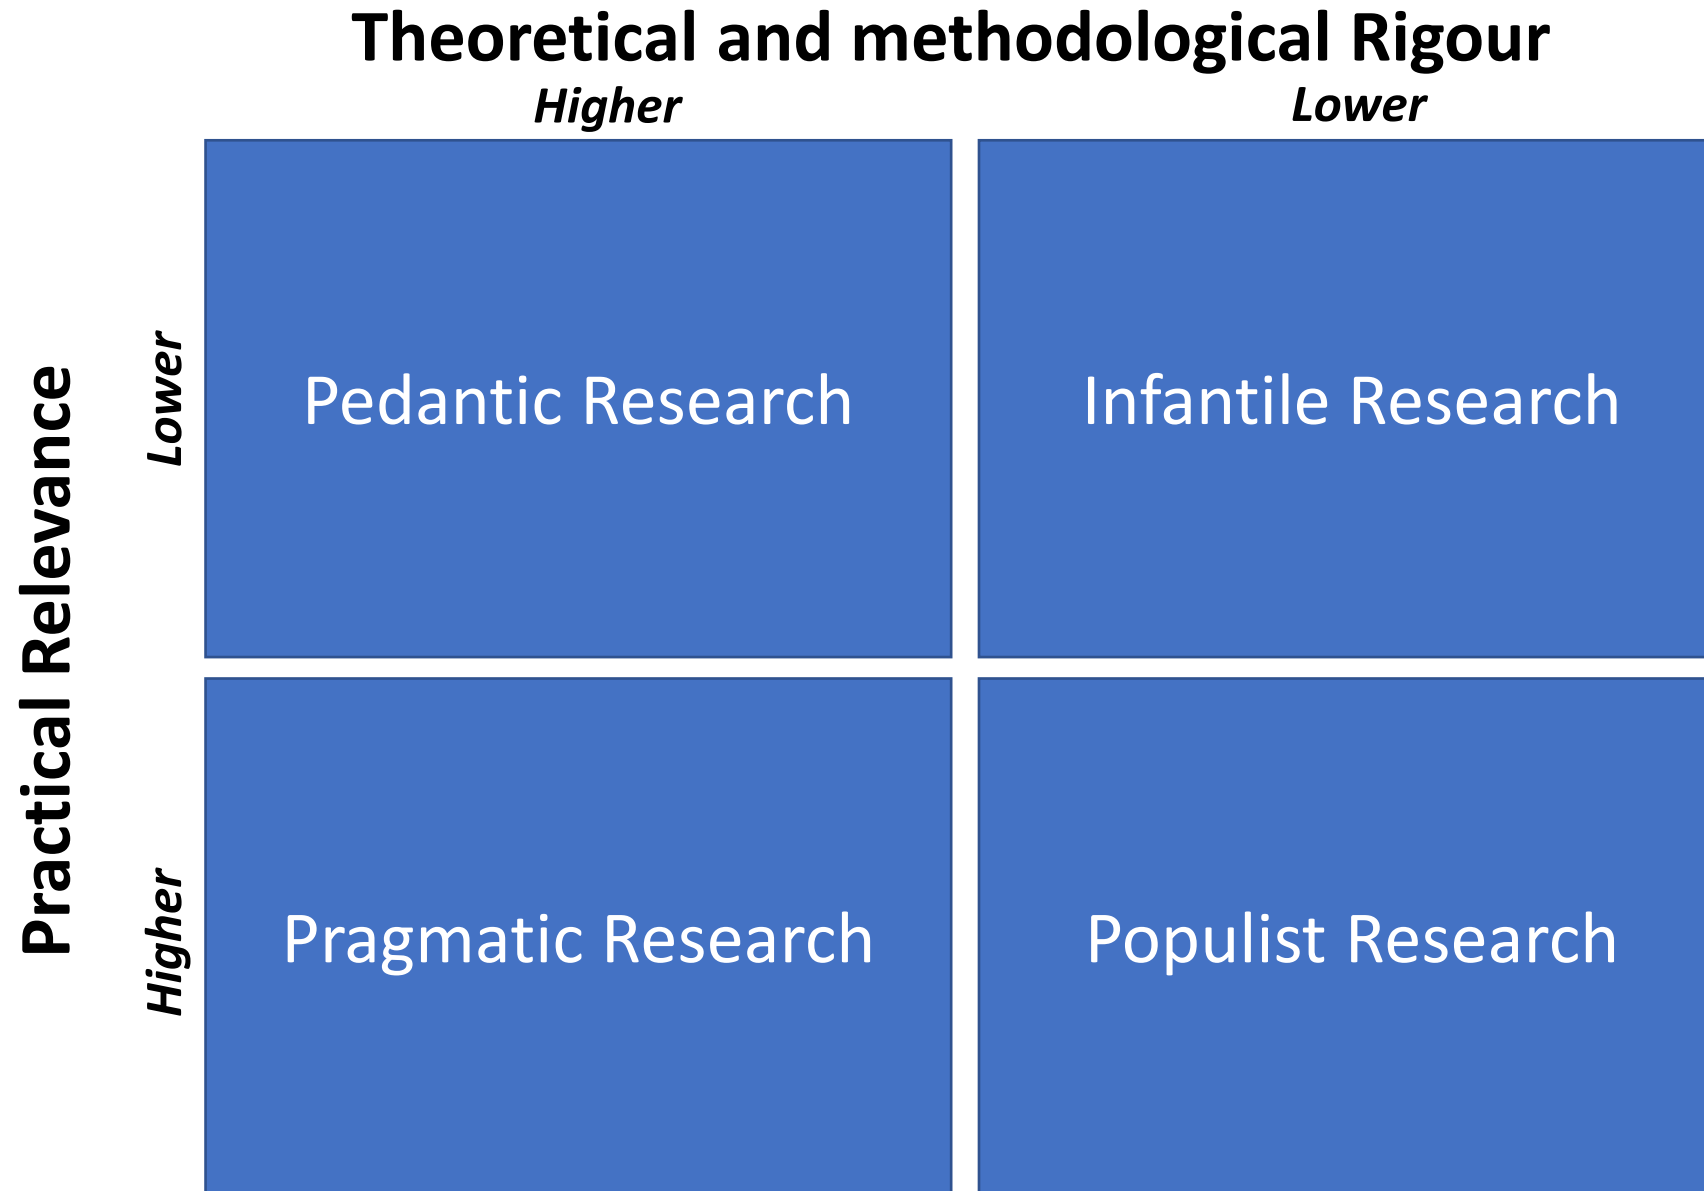 Theoretical and methodological Rigour
Higher
Lower
Practical Relevance
Lower
Pedantic Research
Infantile Research
Higher
Pragmatic Research
Populist Research